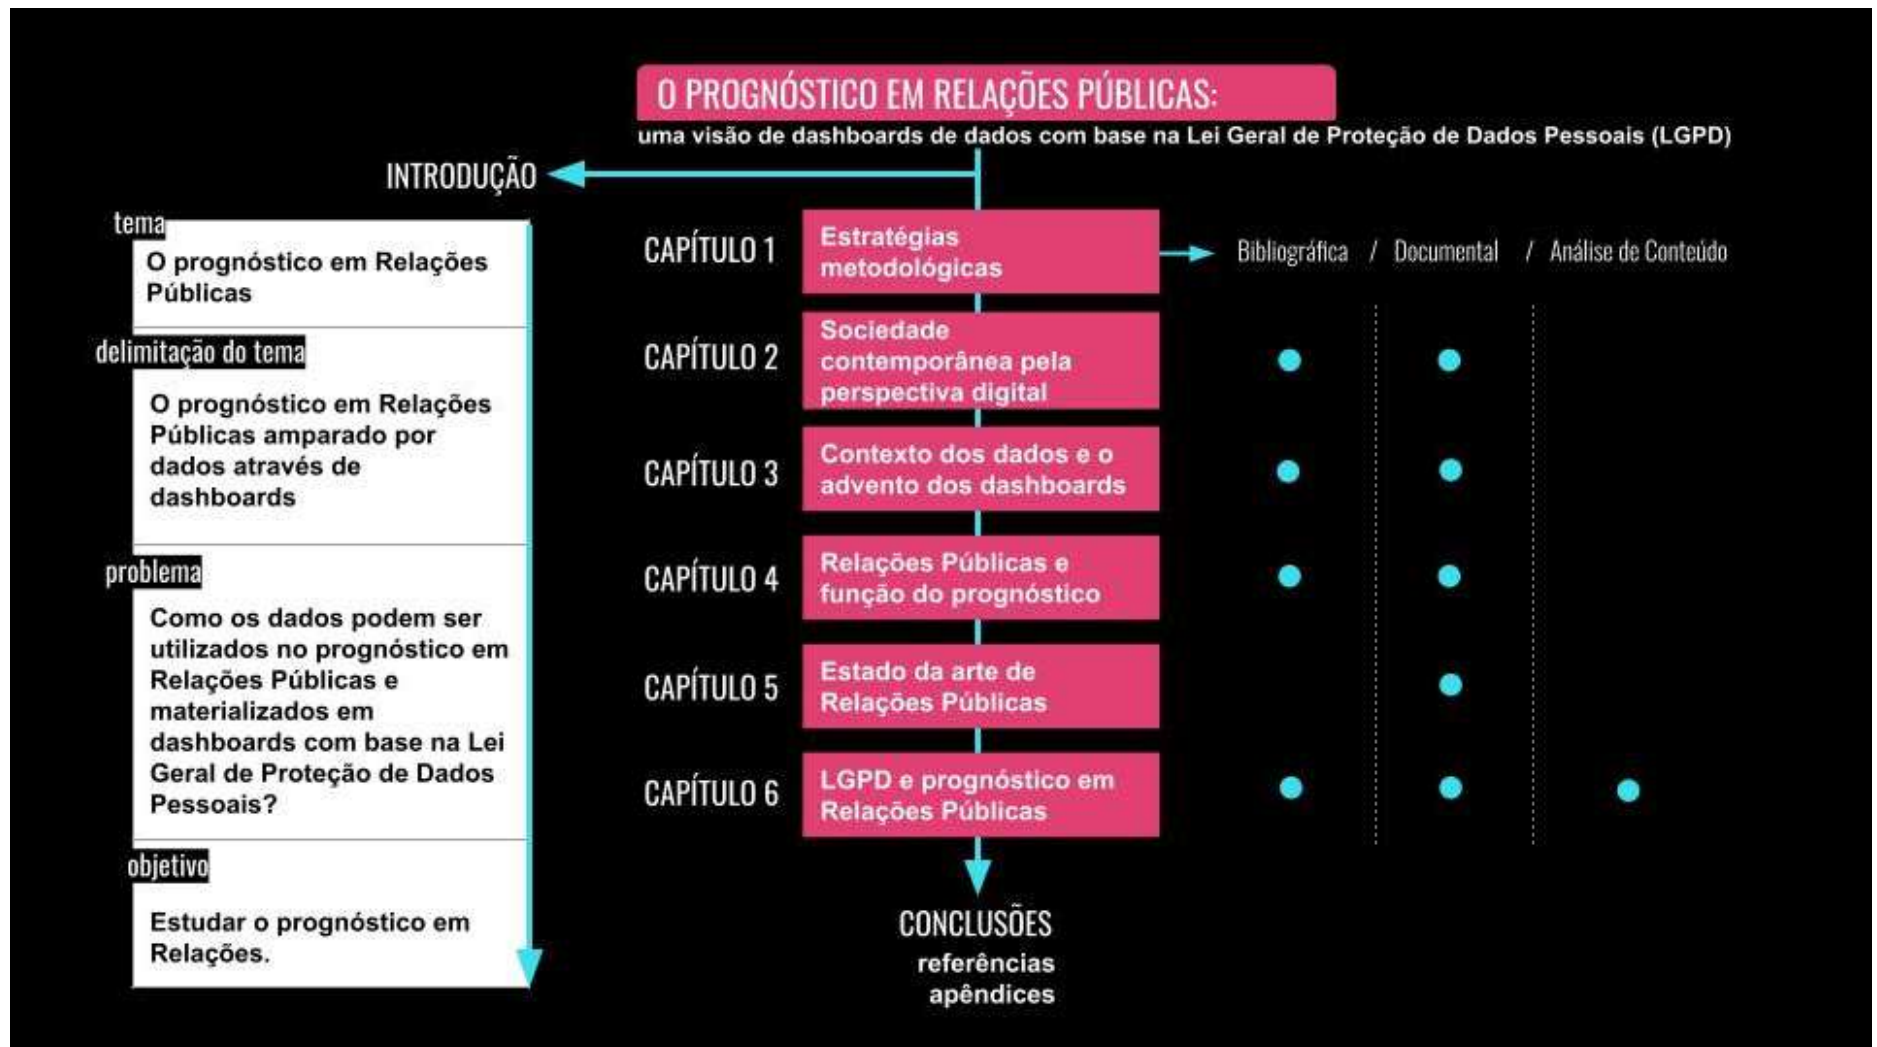 O PROGNÓSTICO EM RELAÇÕES PÚBLICAS:
uma visão de dashboards de dados com base na Lei Geral de Proteção de Dados Pessoais (LGPD)
INTRODUÇÃO
tema
O prognóstico em Relações
Públicas
delimitação do tema
O prognóstico em Relações
Públicas amparado por
dados através de
dashboards
problema
Como os dados podem ser
utilizados no prognóstico em
Relações Públicas e
materializados em
dashboards com base na Lei
Geral de Proteção de Dados
Pessoais?
objetivo
Estudar o prognóstico em
Relações.
CAPÍTULO 1
Estratégias
metodológicas
Bibliográfica / Documental / Análise de Conteúdo
CAPÍTULO 2
Sociedade
contemporânea pela
perspectiva digital
CAPÍTULO 3
Contexto dos dados e o
advento dos dashboards
CAPÍTULO 4
Relações Públicas e
função do prognóstico
CAPÍTULO 5
Estado da arte de
Relações Públicas
CAPÍTULO 6
LGPD e prognóstico em
Relações Públicas
CONCLUSÕES
referências
apêndices